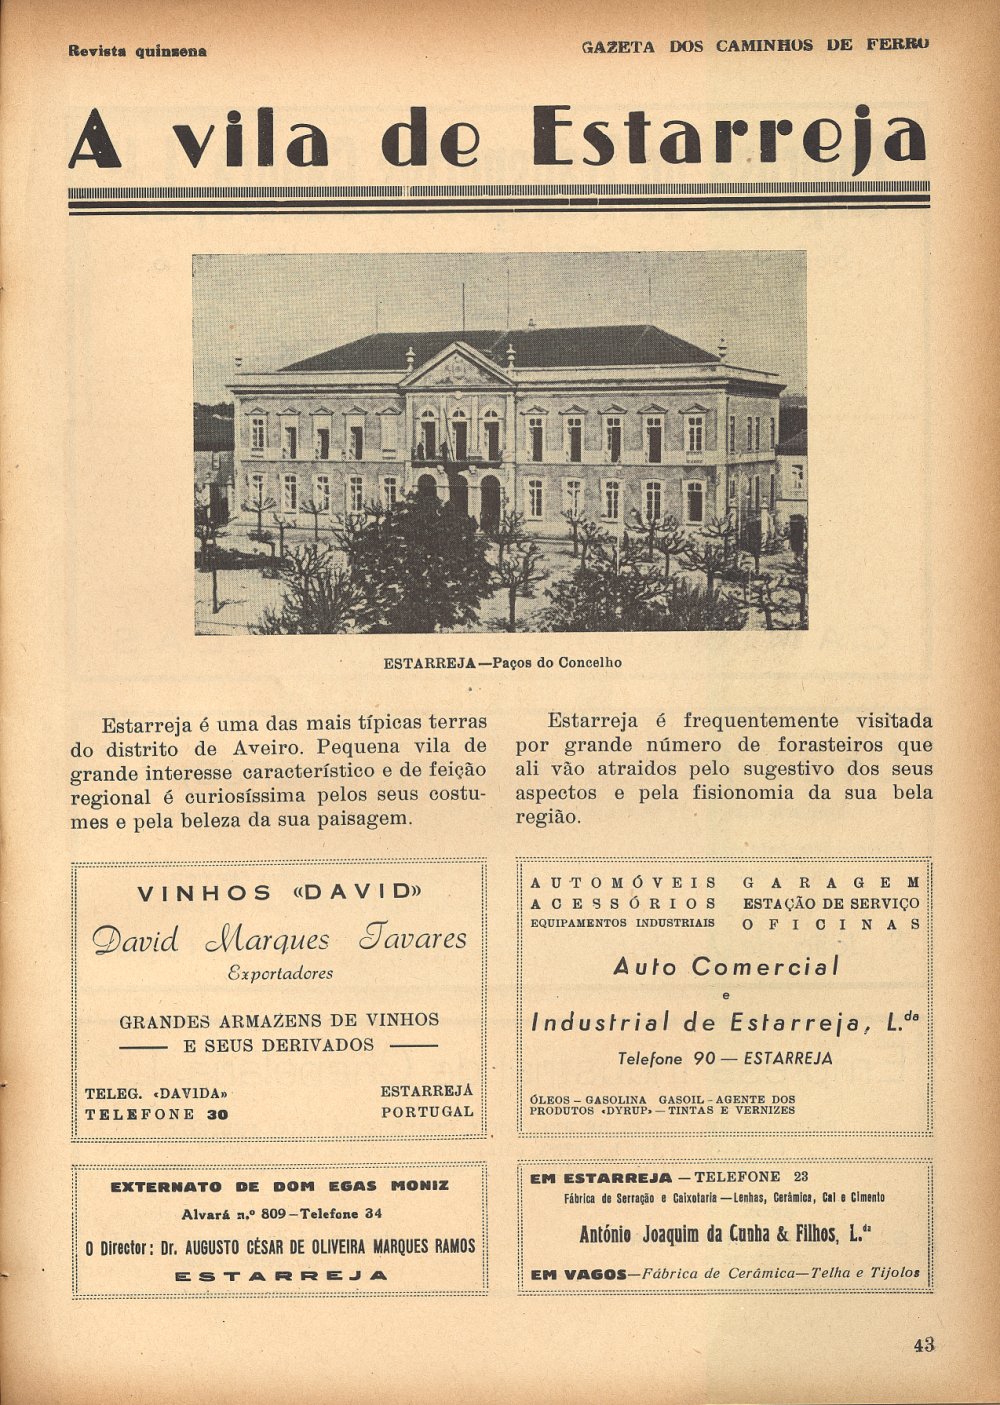 Revista quinzena
GAZETA DOS CAMINHOS DE FERRO
A vila de Estarreja
ESTARREJA—Paços do Concelho
Estarreja é uma das mais típicas terras
do distrito de Aveiro. Pequena vila de
grande interesse característico e de feição
regional é curiosíssima pelos seus costu-
mes e pela beleza da sua paisagem.
Estarreja é frequentemente visitada
por grande número de forasteiros que
ali vão atraidos pelo sugestivo dos seus
aspectos e pela fisionomia da sua bela
região.
VINHOS «DAVID»
David Marques Tavares
Exportadores
GRANDES ARMAZENS DE VINHOS
E SEUS DERIVADOS
TELEG. «DAVIDA»
TELEFONE 30
ESTARREJA
PORTUGAL
AUTOMÓVEIS
ACESSÓRIOS
EQUIPAMENTOS INDUSTRIAIS
GARAGEM
ESTAÇÃO DE SERVIÇO
OFICINAS
Auto Comercial
e
Industrial de Estarreja, L.da
Telefone 90 — ESTARREJA
ÓLEOS – GASOLINA GASOIL – AGENTE DOS
PRODUTOS «DYRUP» — TINTAS E VERNIZES
EXTERNATO DE DOM EGAS MONIZ
Alvará n.º 809 – Telefone 34
O Director: Dr. AUGUSTO CÉSAR DE OLIVEIRA MARQUES RAMOS
ESTARREJA
EM ESTARREJA — TELEFONE 23
Fábrica de Serração e Caixotaria — Lenhas, Cerâmica, Cal e Cimento
António Joaquim da Cunha & Filhos, L.da
EM VAGOS—Fábrica de Cerâmica—Telha e Tijolos
43